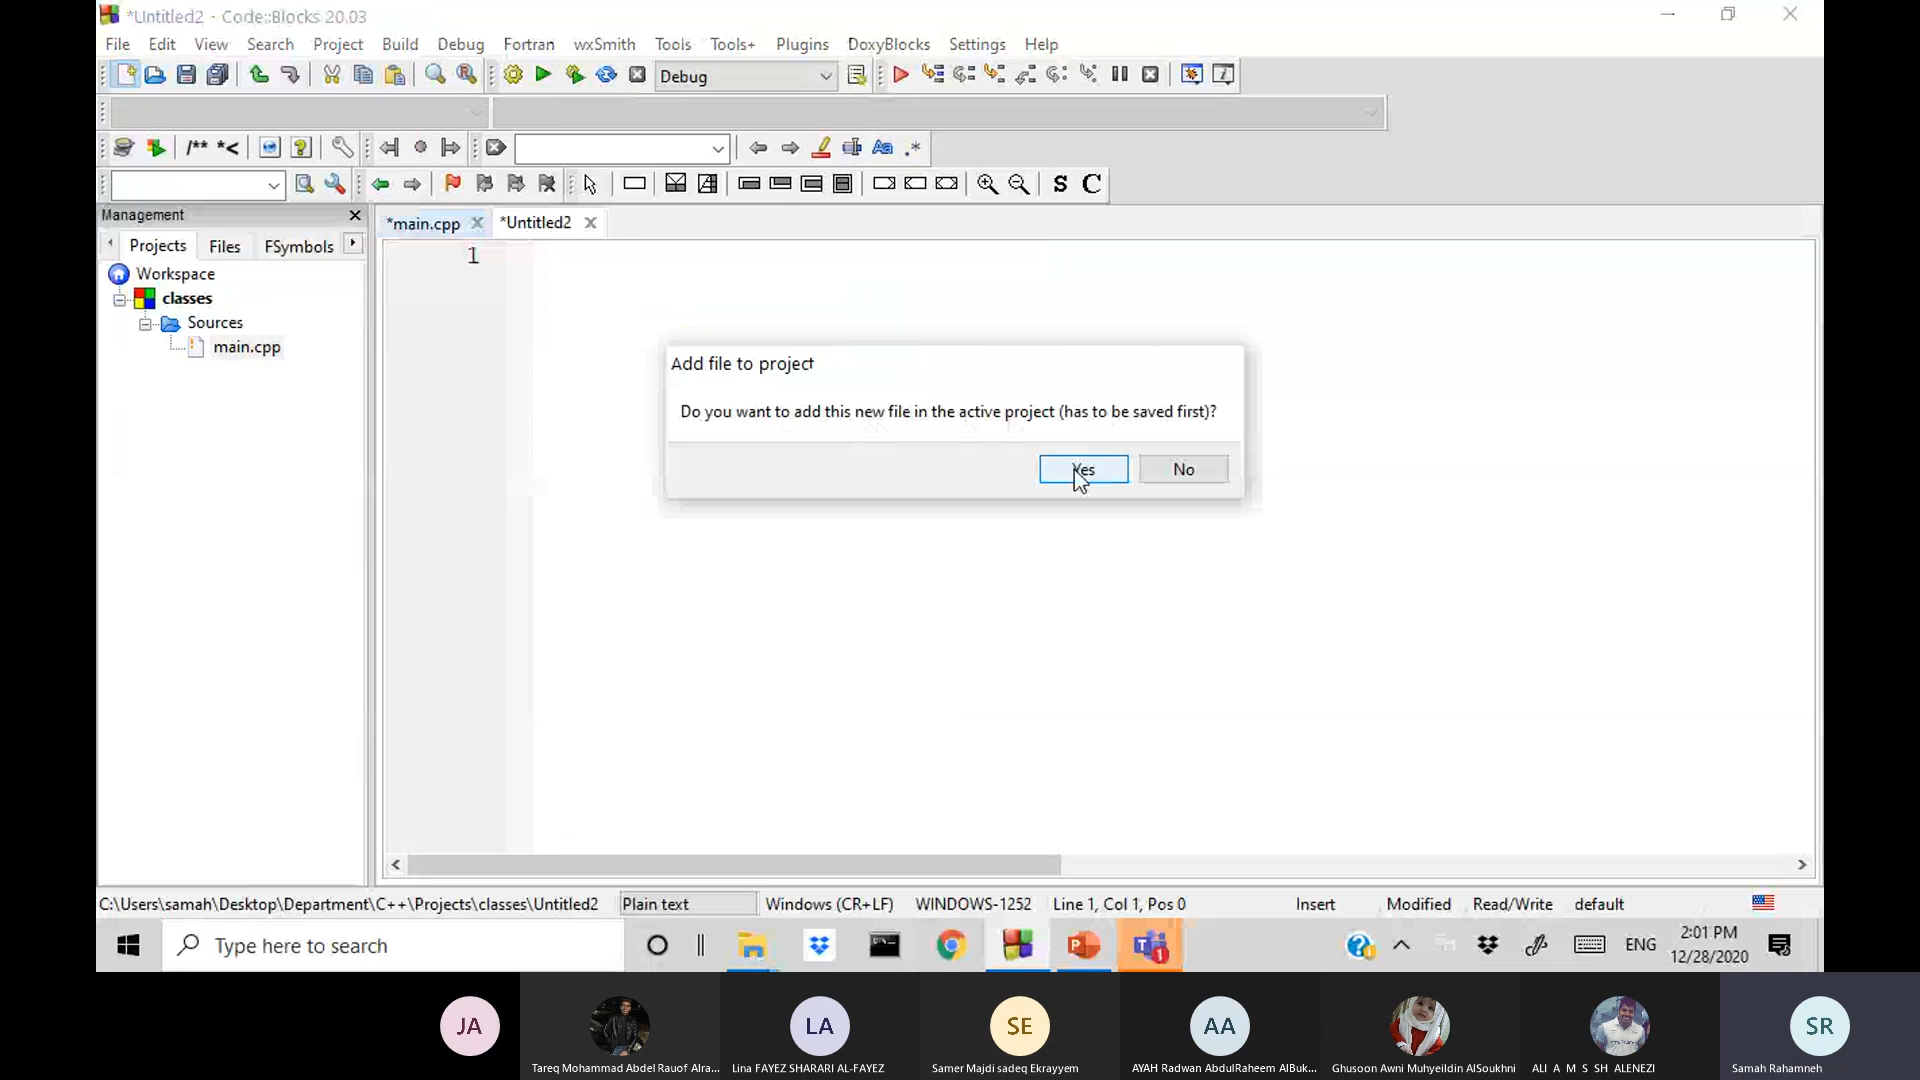 *Untitled2 - Code::Blocks 20.03
File Edit View Search Project Build Debug Fortran wxSmith Tools Tools+ Plugins DoxyBlocks Settings Help
Debug
/** *<
Aa .*
S C
Management
Projects Files FSymbols
*main.cpp *Untitled2
Workspace
classes
Sources
main.cpp
1
Add file to project
Do you want to add this new file in the active project (has to be saved first)?
Yes No
C:\Users\samah\Desktop\Department\C++\Projects\classes\Untitled2 Plain text Windows (CR+LF) WINDOWS-1252 Line 1, Col 1, Pos 0 Insert Modified Read/Write default
Type here to search
ENG
2:01 PM
12/28/2020
JA LA SE AA SR
Tareq Mohammad Abdel Rauof Alra... Lina FAYEZ SHARARI AL-FAYEZ Samer Majdi sadeq Ekrayyem AYAH Radwan AbdulRaheem AlBuk... Ghusoon Awni Muhyeildin AlSoukhni ALI A M S SH ALENEZI Samah Rahamneh